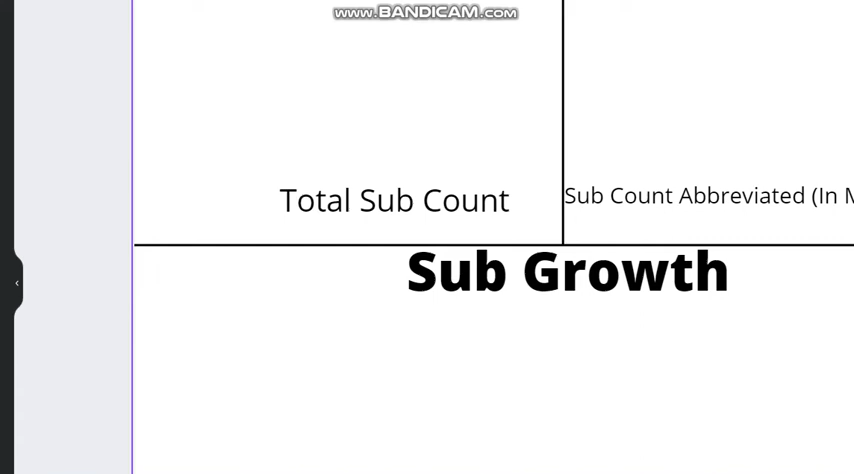 www.BANDICAM.com
Total Sub Count
Sub Count Abbreviated (In M
Sub Growth